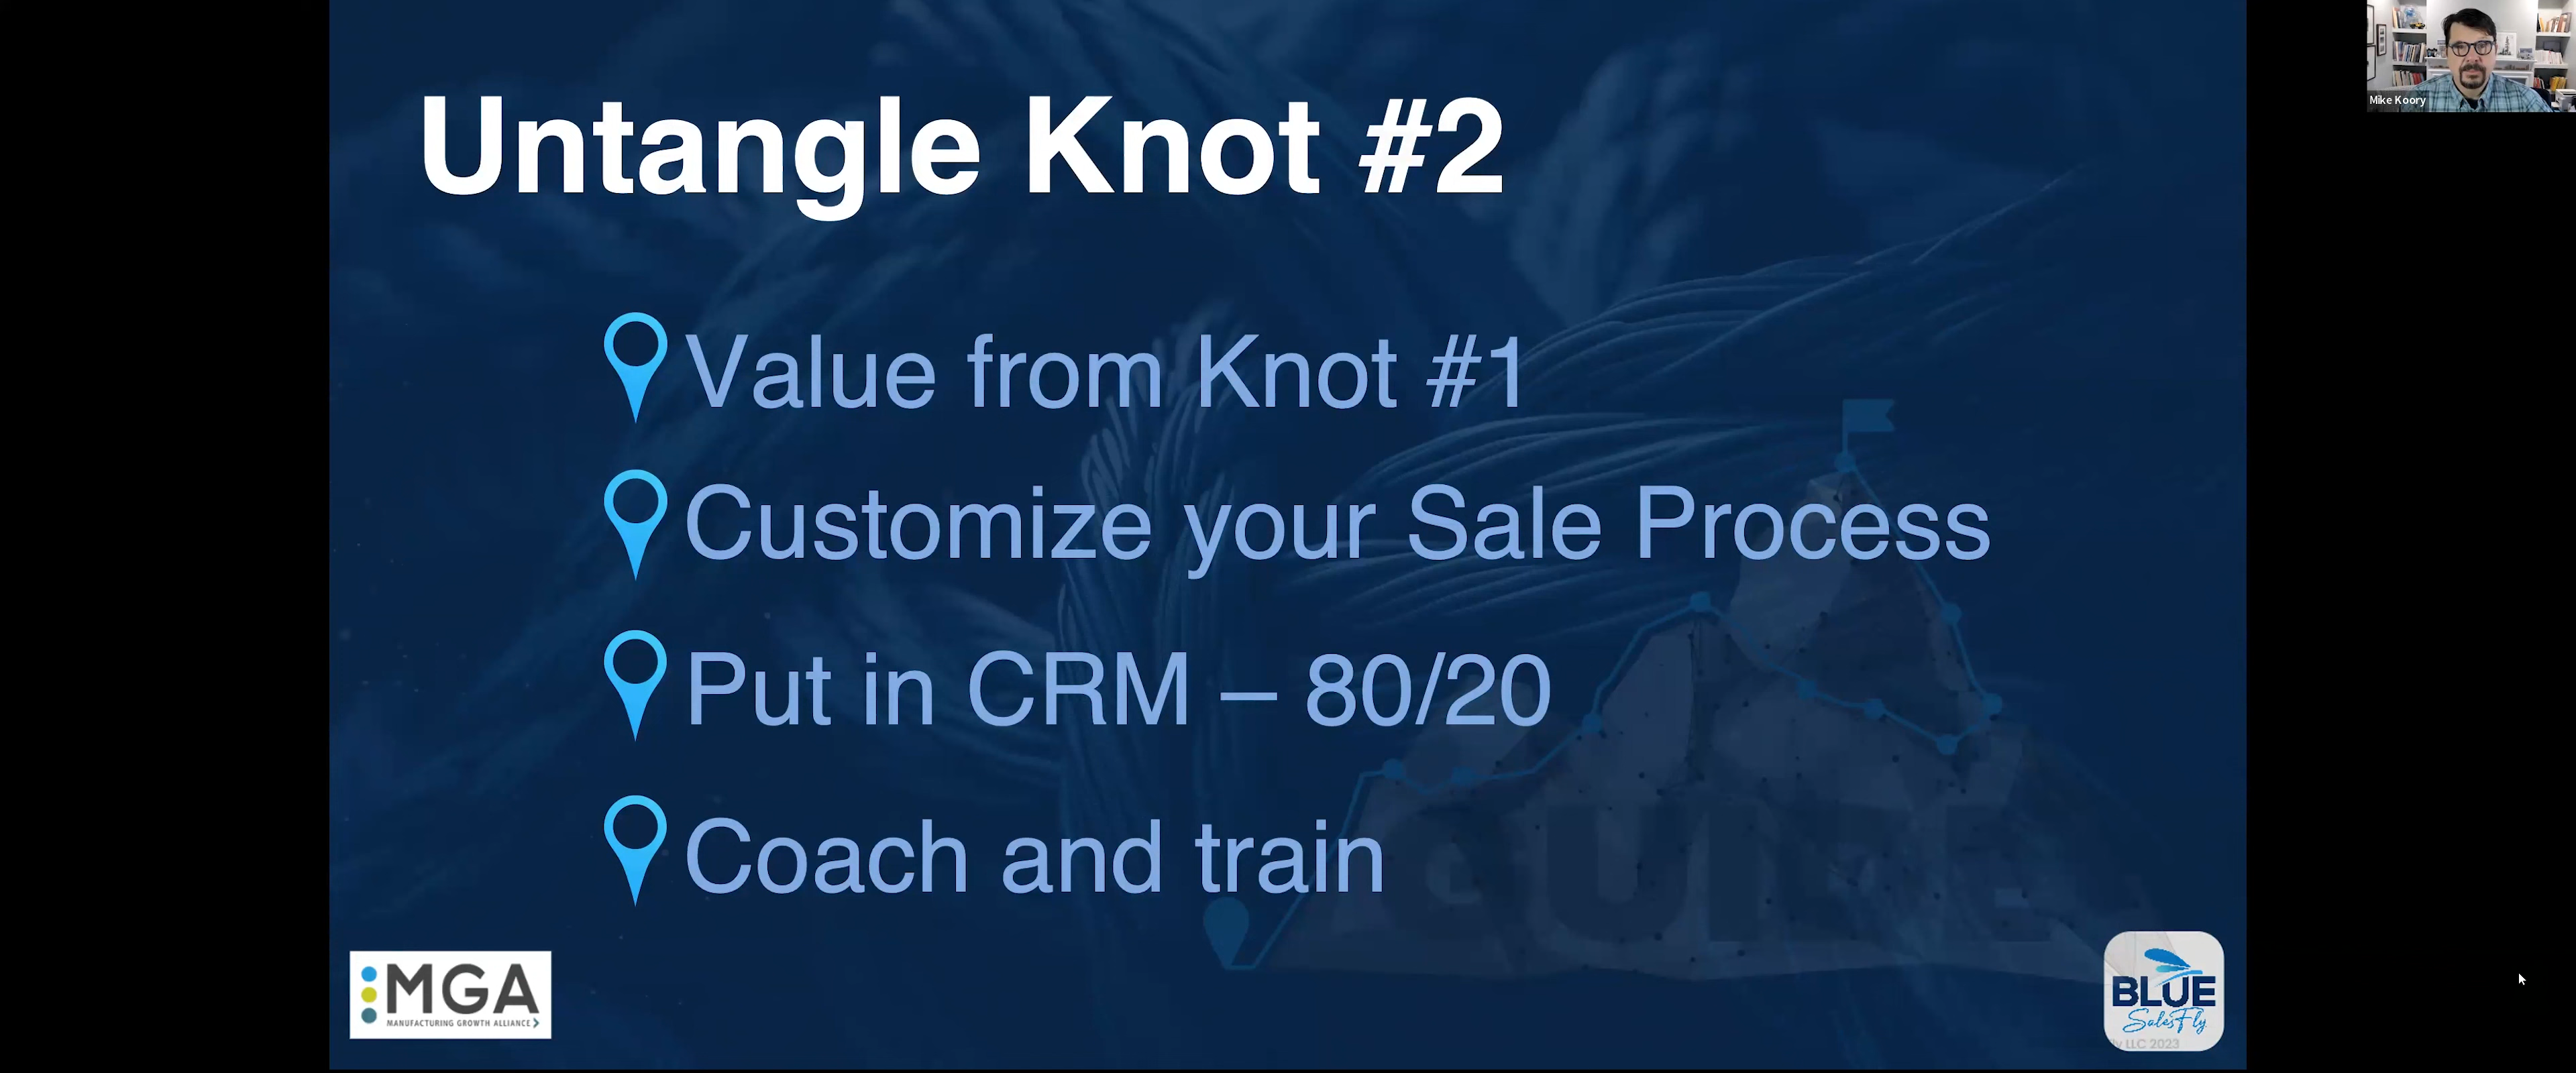 Mike Koory
Untangle Knot #2
Value from Knot #1
Customize your Sale Process
Put in CRM – 80/20
Coach and train
MGA
MANUFACTURING GROWTH ALLIANCE
BLUE
SalesFly
LLC 2023